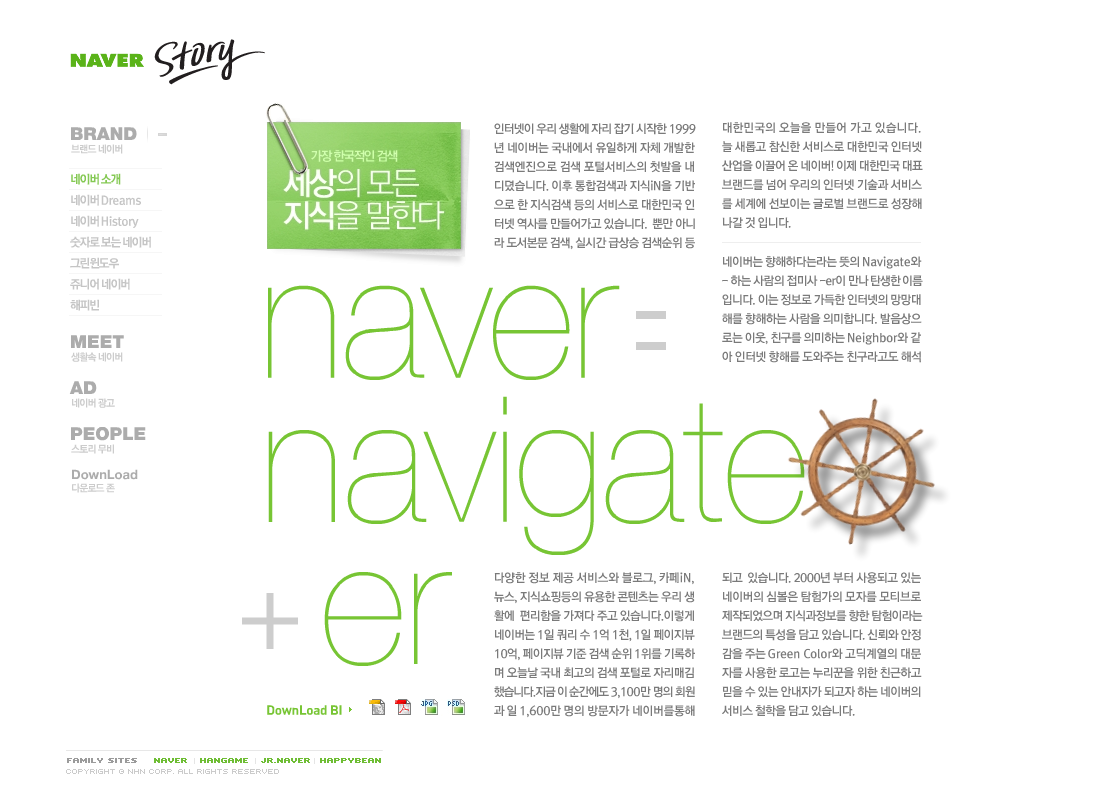 NAVER Story
BRAND
브랜드 네이버
네이버 소개
네이버 Dreams
네이버 History
숫자로 보는 네이버
그린윈도우
쥬니어 네이버
해피빈
MEET
생활속 네이버
AD
네이버 광고
PEOPLE
스토리 무비
DownLoad
다운로드 존
가장 한국적인 검색
세상의 모든
지식을 말한다
인터넷이 우리 생활에 자리 잡기 시작한 1999
년 네이버는 국내에서 유일하게 자체 개발한
검색엔진으로 검색 포털서비스의 첫발을 내
디뎠습니다. 이후 통합검색과 지식iN을 기반
으로 한 지식검색 등의 서비스로 대한민국 인
터넷 역사를 만들어가고 있습니다. 뿐만 아니
라 도서본문 검색, 실시간 급상승 검색순위 등
대한민국의 오늘을 만들어 가고 있습니다.
늘 새롭고 참신한 서비스로 대한민국 인터넷
산업을 이끌어 온 네이버! 이제 대한민국 대표
브랜드를 넘어 우리의 인터넷 기술과 서비스
를 세계에 선보이는 글로벌 브랜드로 성장해
나갈 것 입니다.
네이버는 향해하다는라는 뜻의 Navigate와
– 하는 사람의 접미사 –er이 만나 탄생한 이름
입니다. 이는 정보로 가득한 인터넷의 망망대
해를 향해하는 사람을 의미합니다. 발음상으
로는 이웃, 친구를 의미하는 Neighbor와 같
아 인터넷 향해를 도와주는 친구라고도 해석
naver =
navigate
+ er
다양한 정보 제공 서비스와 블로그, 카페iN,
뉴스, 지식쇼핑등의 유용한 콘텐츠는 우리 생
활에 편리함을 가져다 주고 있습니다.이렇게
네이버는 1일 쿼리 수 1억 1천, 1일 페이지뷰
10억, 페이지뷰 기준 검색 순위 1위를 기록하
며 오늘날 국내 최고의 검색 포털로 자리매김
했습니다.지금 이 순간에도 3,100만 명의 회원
과 일 1,600만 명의 방문자가 네이버를통해
되고 있습니다. 2000년 부터 사용되고 있는
네이버의 심볼은 탐험가의 모자를 모티브로
제작되었으며 지식과정보를 향한 탐험이라는
브랜드의 특성을 담고 있습니다. 신뢰와 안정
감을 주는 Green Color와 고딕계열의 대문
자를 사용한 로고는 누리꾼을 위한 친근하고
믿을 수 있는 안내자가 되고자 하는 네이버의
서비스 철학을 담고 있습니다.
DownLoad BI
JPG
PSD
FAMILY SITES NAVER | HANGAME | JR.NAVER | HAPPYBEAN
COPYRIGHT @ NHN CORP. ALL RIGHTS RESERVED